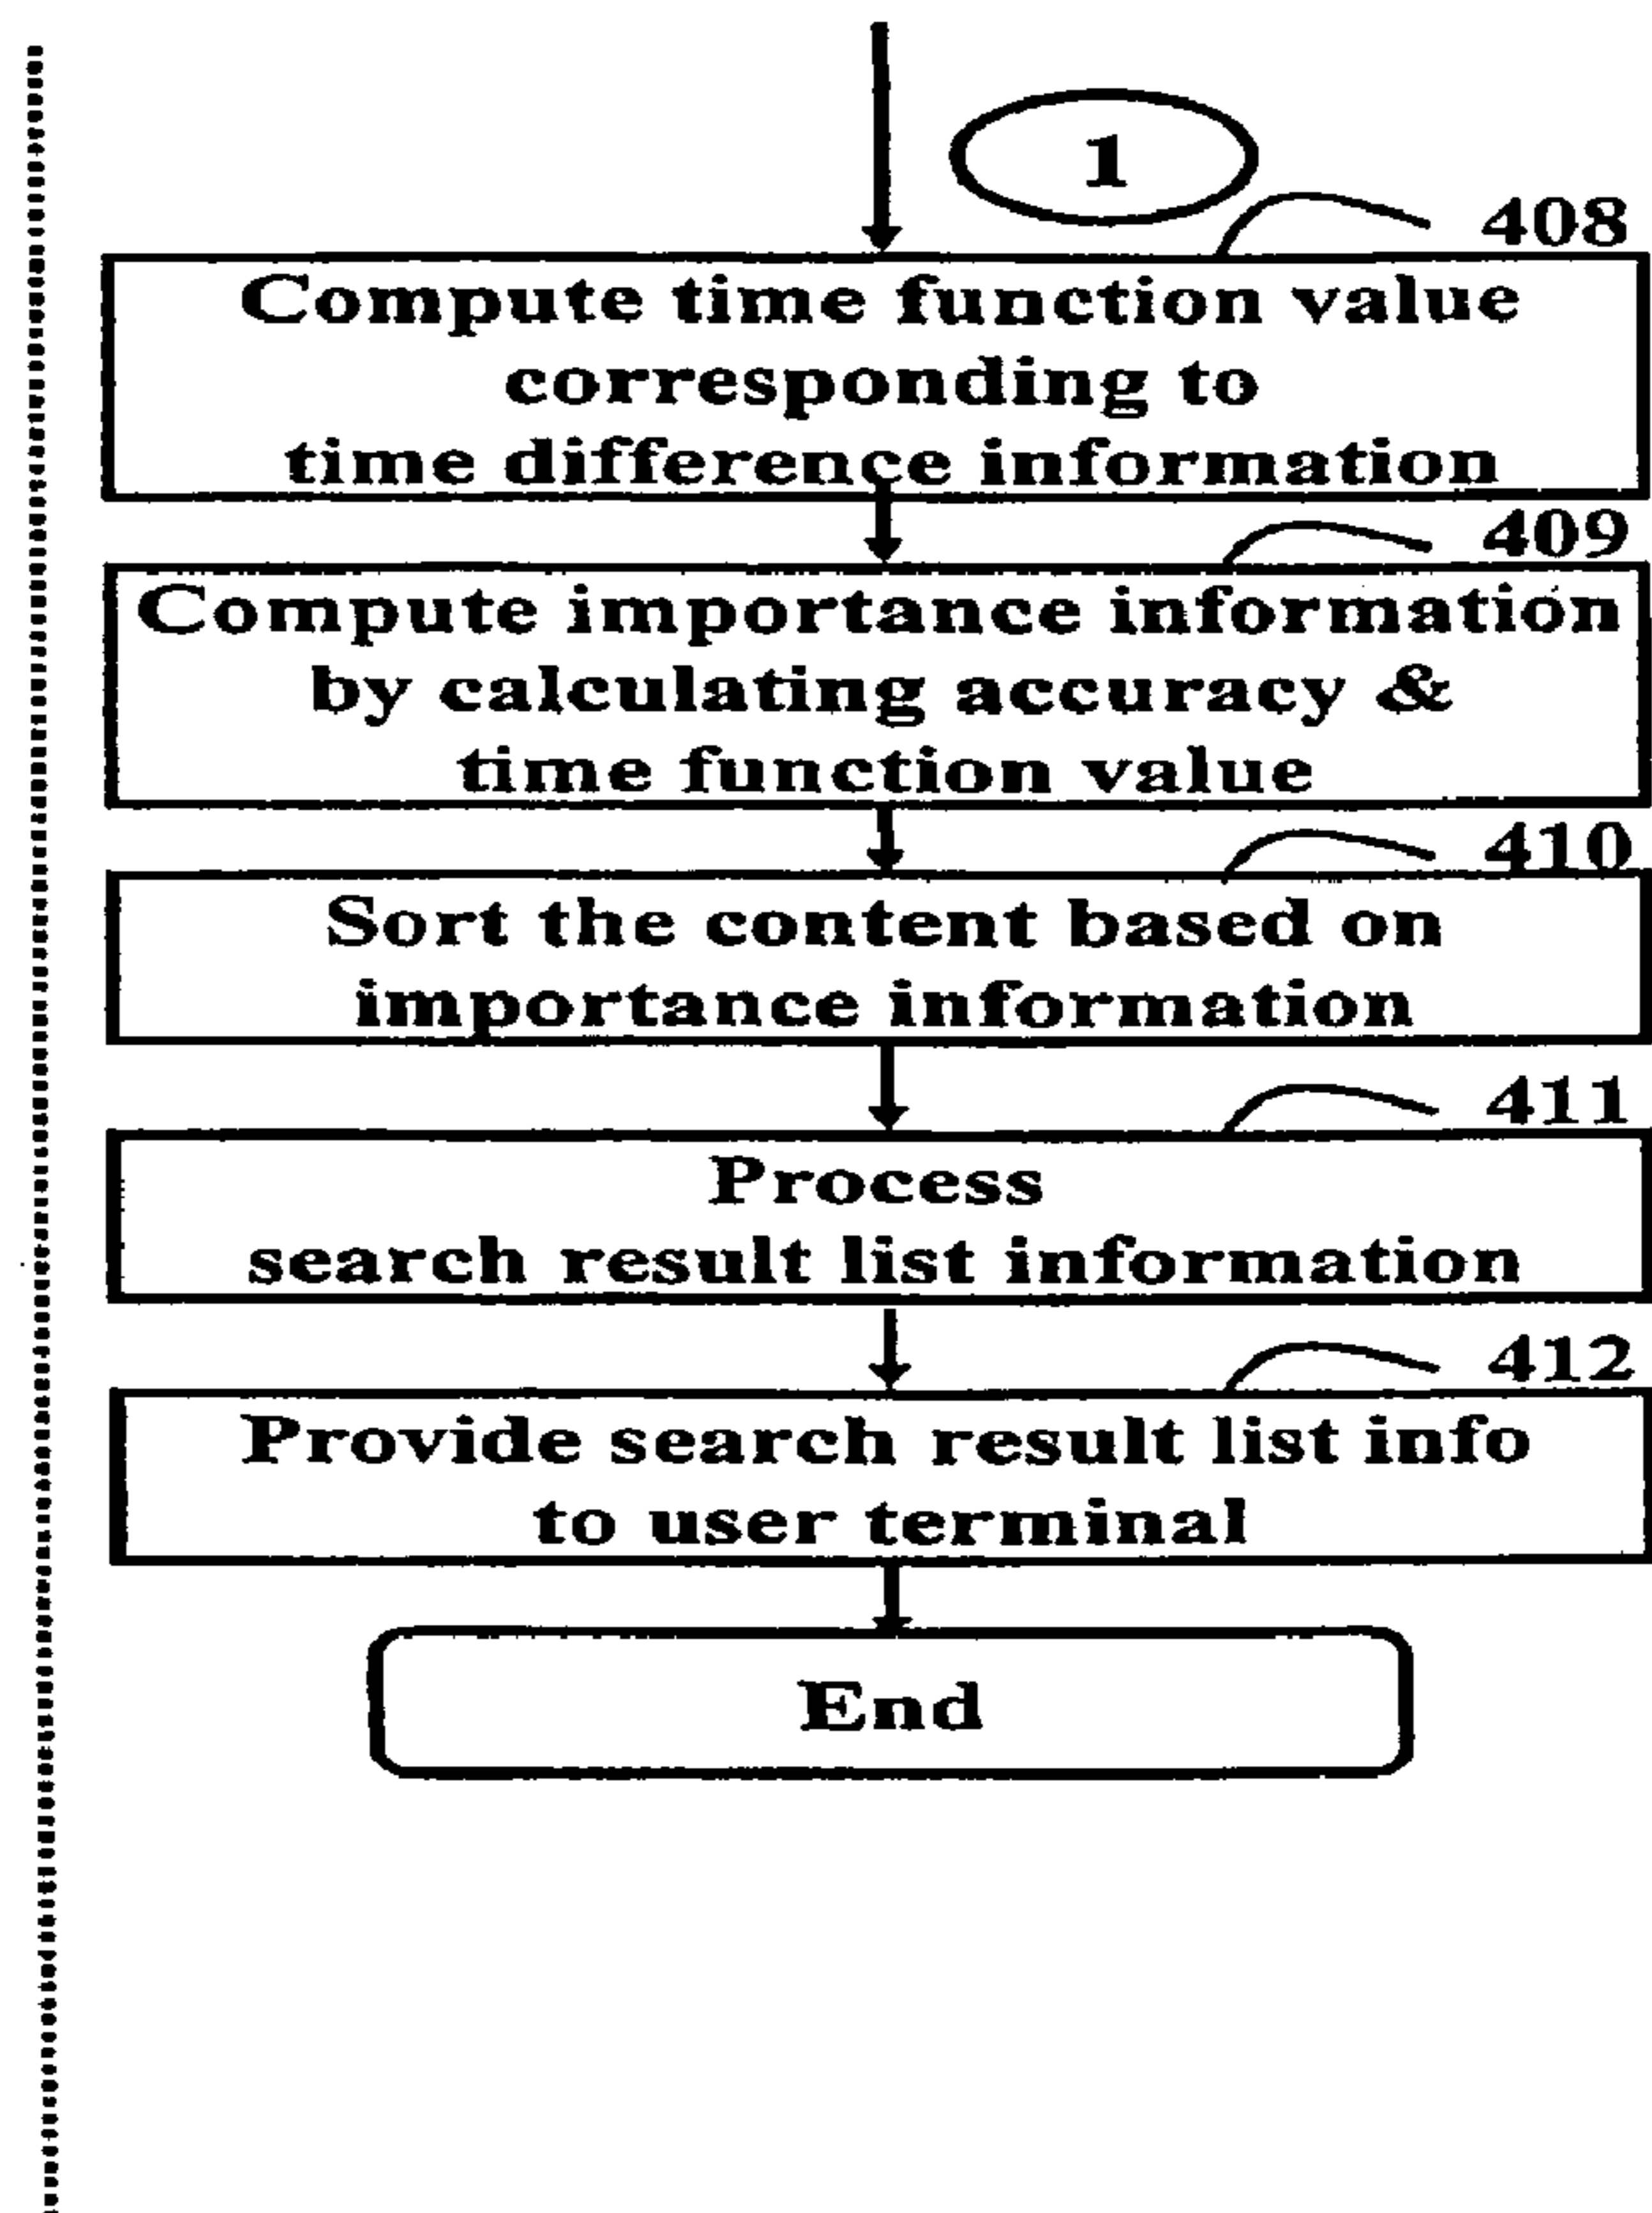 1
408
Compute time function value
corresponding to
time difference information
409
Compute importance information
by calculating accuracy &
time function value
410
Sort the content based on
importance information
411
Process
search result list information
412
Provide search result list info
to user terminal
End